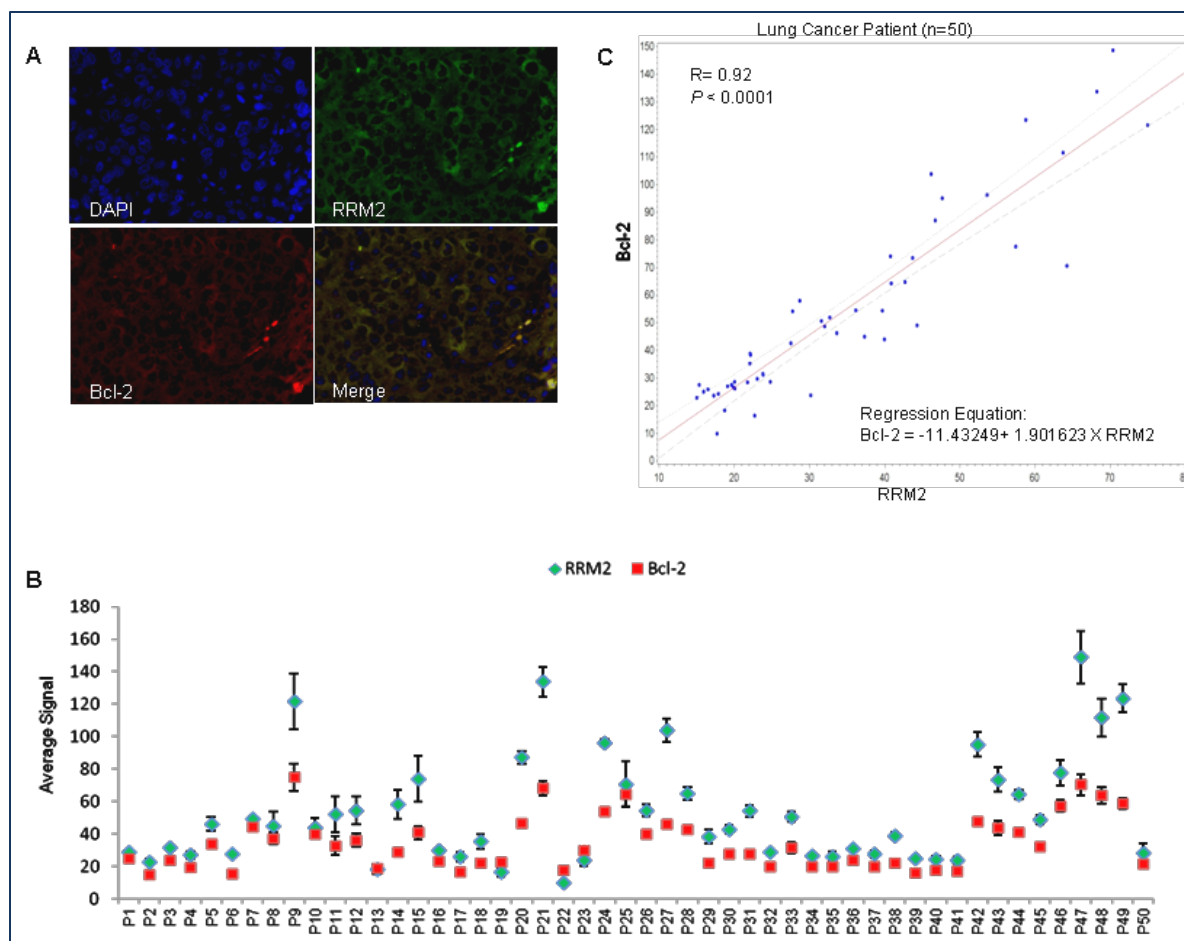 A
DAPI
RRM2
Bcl-2
Merge
C
Lung Cancer Patient (n=50)
R= 0.92
P < 0.0001
150
140
130
120
110
100
90
80
70
60
50
40
30
20
10
0
Bcl-2
Regression Equation:
Bcl-2 = -11.43249+ 1.901623 X RRM2
10 20 30 40 50 60 70 80
RRM2
B
RRM2 Bcl-2
Average Signal
180
160
140
120
100
80
60
40
20
0
P1 P2 P3 P4 P5 P6 P7 P8 P9 P10 P11 P12 P13 P14 P15 P16 P17 P18 P19 P20 P21 P22 P23 P24 P25 P26 P27 P28 P29 P30 P31 P32 P33 P34 P35 P36 P37 P38 P39 P40 P41 P42 P43 P44 P45 P46 P47 P48 P49 P50